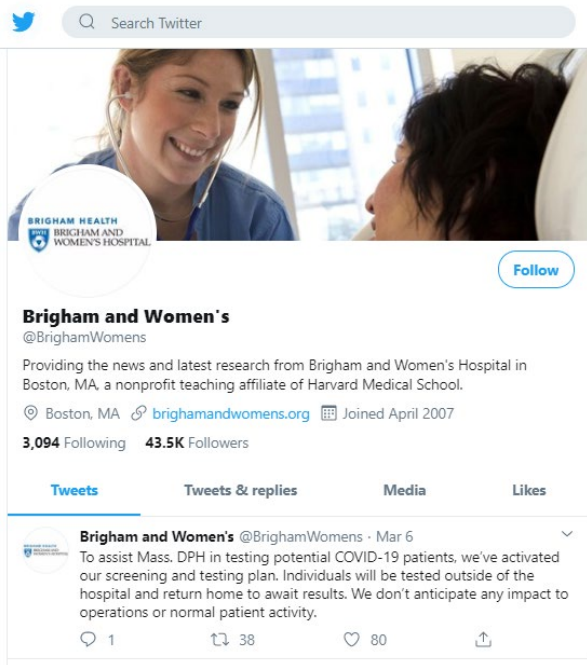 Search Twitter
BRIGHAM HEALTH
BWH
BRIGHAM AND
WOMEN'S HOSPITAL
Follow
Brigham and Women's
@BrighamWomens
Providing the news and latest research from Brigham and Women's Hospital in
Boston, MA, a nonprofit teaching affiliate of Harvard Medical School.
Boston, MA brighamandwomens.org Joined April 2007
3,094 Following 43.5K Followers
Tweets Tweets & replies Media Likes
Brigham and Women's @BrighamWomens · Mar 6
To assist Mass. DPH in testing potential COVID-19 patients, we've activated
our screening and testing plan. Individuals will be tested outside of the
hospital and return home to await results. We don't anticipate any impact to
operations or normal patient activity.
1 38 80